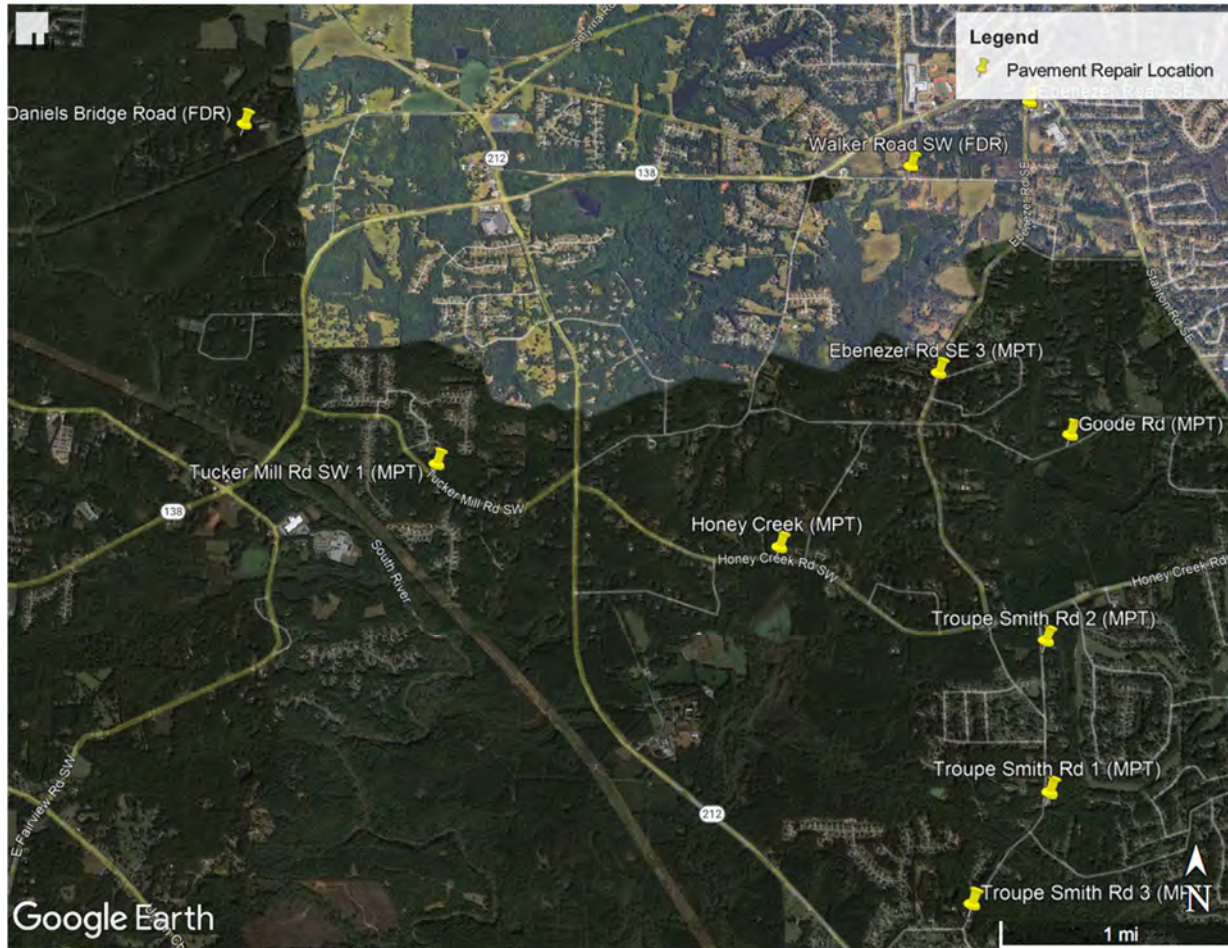 Legend
Pavement Repair Location
Ebenezer Road SE
Daniels Bridge Road (FDR)
Walker Road SW (FDR)
212
138
Ebenezer Rd SE
Ebenezer Rd SE 3 (MPT)
Goode Rd (MPT)
Tucker Mill Rd SW 1 (MPT)
Tucker Mill Rd SW
138
Honey Creek (MPT)
South River
Honey Creek Rd SW
Honey Creek Rd
Troupe Smith Rd 2 (MPT)
Troupe Smith Rd 1 (MPT)
E Fairview Rd SW
212
Troupe Smith Rd 3 (MPT
N
Google Earth
1 mi